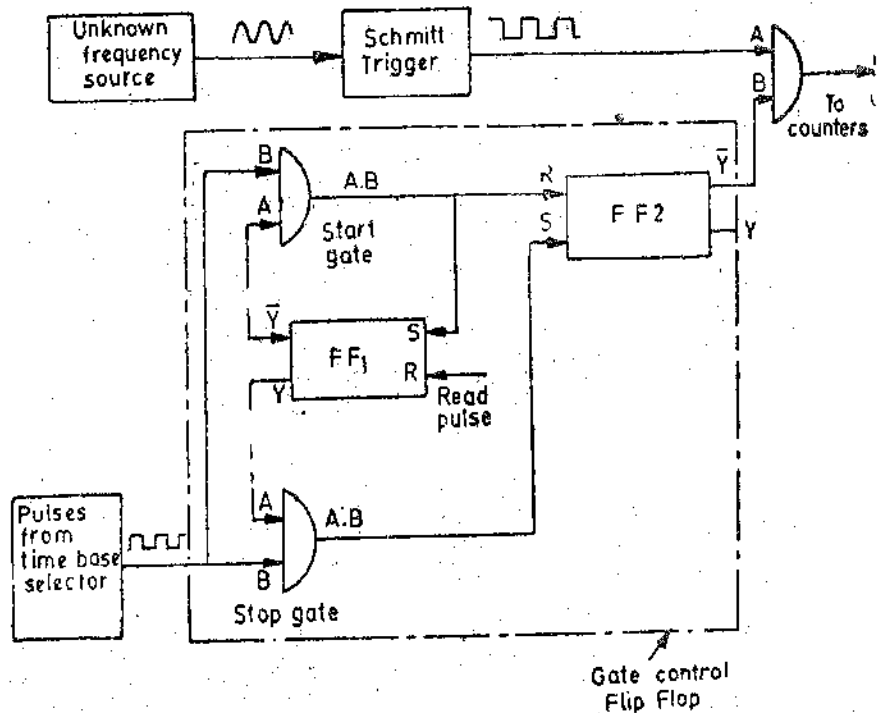 Unknown
frequency
source
Schmitt
Trigger
A
B
To
counters
B
A
A.B
Start
gate
R
S
FF2
Ȳ
Y
Ȳ
FF1
Y
S
R
Read
pulse
A
B
A.B
Stop gate
Pulses
from
time base
selector
Gate control
Flip Flop